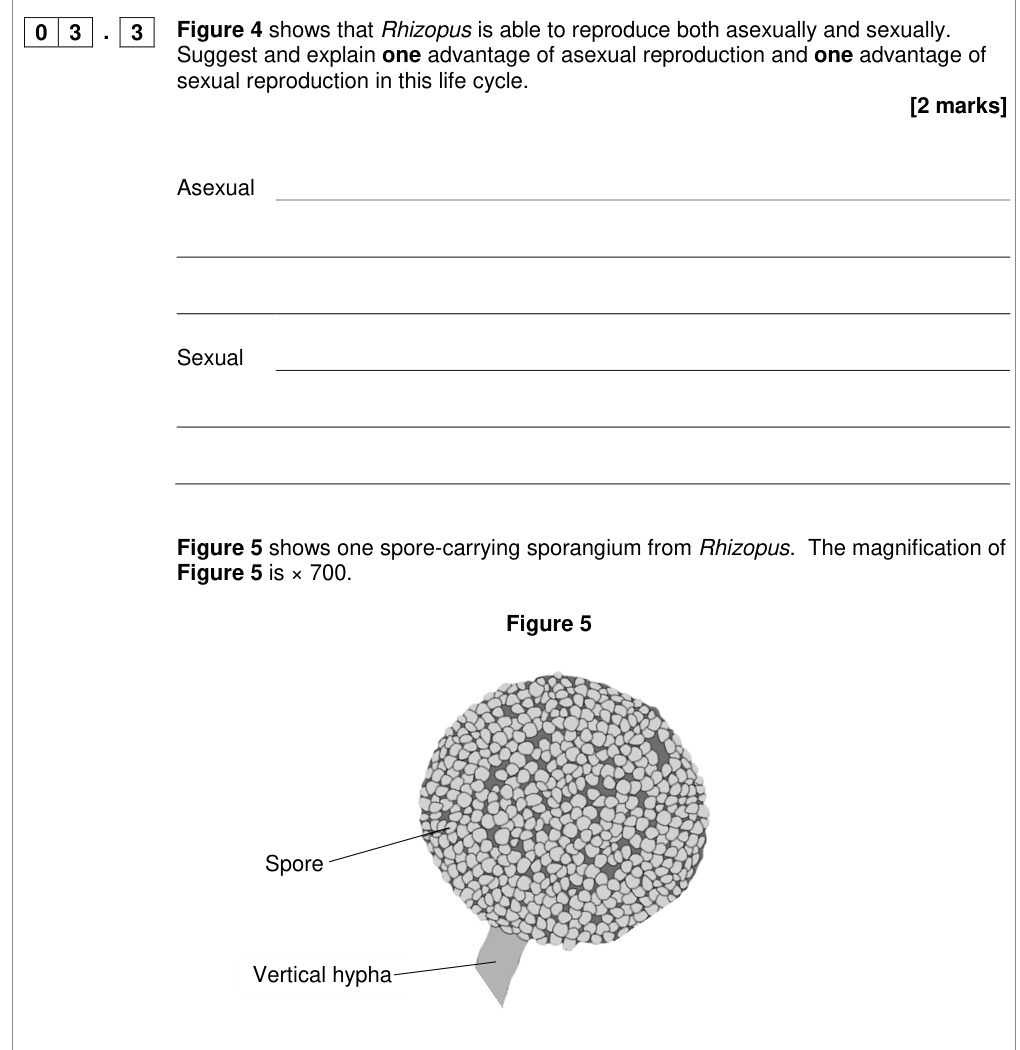 03.3 Figure 4 shows that Rhizopus is able to reproduce both asexually and sexually.
Suggest and explain one advantage of asexual reproduction and one advantage of
sexual reproduction in this life cycle.
[2 marks]
Asexual
Sexual
Figure 5 shows one spore-carrying sporangium from Rhizopus. The magnification of
Figure 5 is × 700.
Figure 5
Spore
Vertical hypha